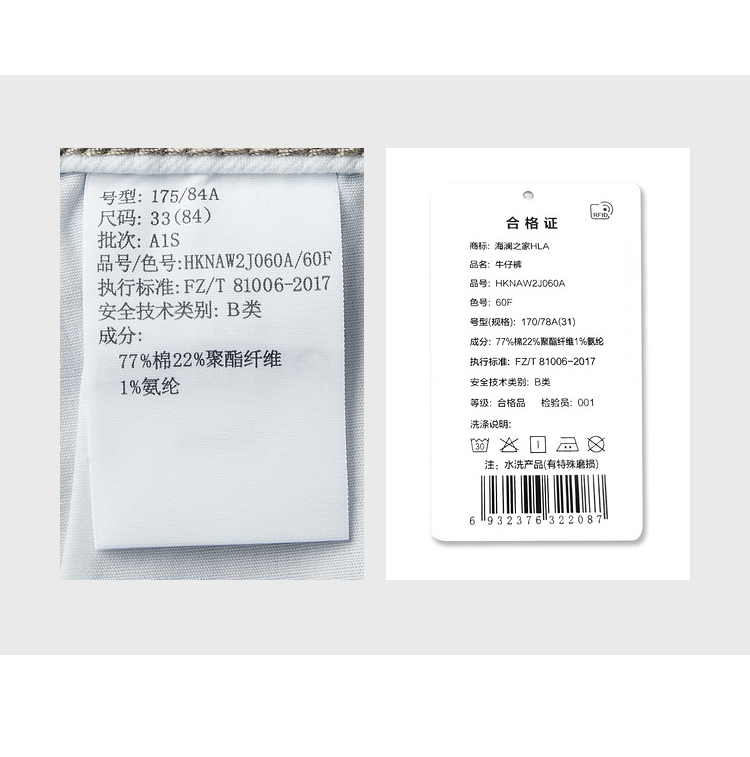 号型: 175/84A
尺码: 33(84)
批次: A1S
品号/色号:HKNAW2J060A/60F
执行标准:FZ/T 81006-2017
安全技术类别: B类
成分:
77%棉22%聚酯纤维
1%氨纶
RFID
合格证
商标: 海澜之家HLA
品名: 牛仔裤
品号: HKNAW2J060A
色号: 60F
号型(规格): 170/78A(31)
成分: 77%棉22%聚酯纤维1%氨纶
执行标准: FZ/T 81006-2017
安全技术类别: B类
等级: 合格品 检验员: 001
洗涤说明:
30
注: 水洗产品(有特殊磨损)
6 932376 322087